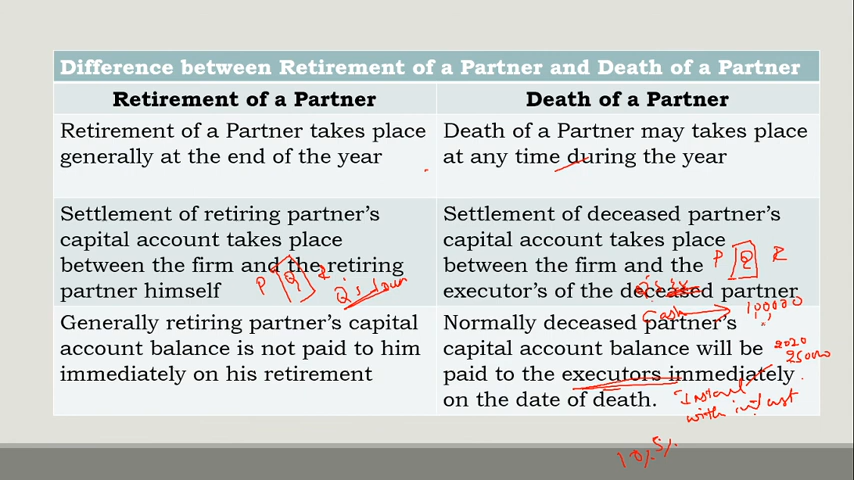 Difference between Retirement of a Partner and Death of a Partner
Retirement of a Partner
Death of a Partner
Retirement of a Partner takes place
generally at the end of the year
Death of a Partner may takes place
at any time during the year
Settlement of retiring partner's
capital account takes place
between the firm and the retiring
partner himself
P Q R
Settlement of deceased partner's
capital account takes place
between the firm and the
executor's of the deceased partner
P Q R
Generally retiring partner's capital
account balance is not paid to him
immediately on his retirement
Cash 100000
Normally deceased partner's
capital account balance will be
paid to the executors immediately
on the date of death.
2020
25000
with
10% 5%